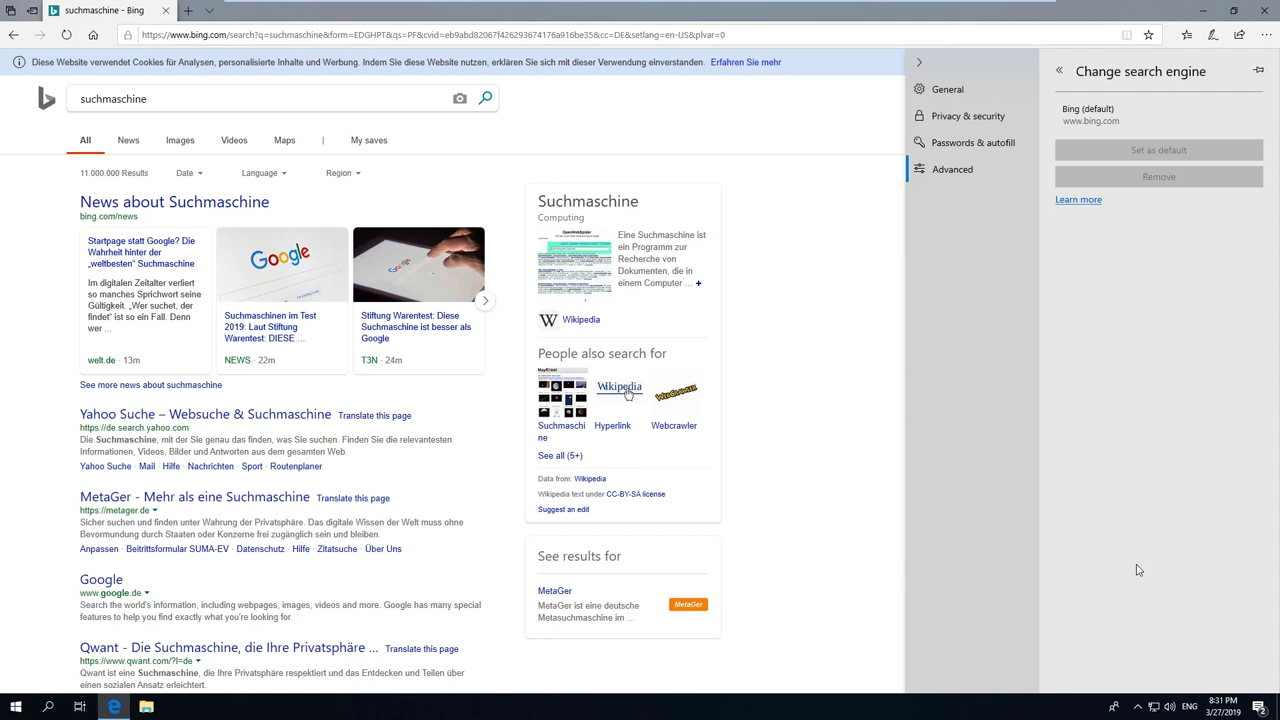 suchmaschine - Bing
https://www.bing.com/search?q=suchmaschine&form=EDGHPT&qs=PF&cvid=eb9abd82067f426293674176a916be35&cc=DE&setlang=en-US&plvar=0
Diese Website verwendet Cookies für Analysen, personalisierte Inhalte und Werbung. Indem Sie diese Website nutzen, erklären Sie sich mit dieser Verwendung einverstanden. Erfahren Sie mehr
suchmaschine
All News Images Videos Maps | My saves
11.000.000 Results Date Language Region
News about Suchmaschine
bing.com/news
Startpage statt Google? Die
Wahrheit hinter der
„weltbesten“ Suchmaschine
Im digitalen Zeitalter verliert
so manches Sprichwort seine
Gültigkeit. „Wer suchet, der
findet“ ist so ein Fall. Denn
wer ...
welt.de · 13m
Google
Suchmaschinen im Test
2019: Laut Stiftung
Warentest: DIESE ...
NEWS · 22m
Google
Stiftung Warentest: Diese
Suchmaschine ist besser als
Google
T3N · 24m
See more news about suchmaschine
Yahoo Suche – Websuche & Suchmaschine Translate this page
https://de.search.yahoo.com
Die Suchmaschine, mit der Sie genau das finden, was Sie suchen. Finden Sie die relevantesten
Informationen, Videos, Bilder und Antworten aus dem gesamten Web.
Yahoo Suche · Mail · Hilfe · Nachrichten · Sport · Routenplaner
MetaGer - Mehr als eine Suchmaschine Translate this page
https://metager.de
Sicher suchen und finden unter Wahrung der Privatsphäre. Das digitale Wissen der Welt muss ohne
Bevormundung durch Staaten oder Konzerne frei zugänglich sein und bleiben.
Anpassen · Beitrittsformular SUMA-EV · Datenschutz · Hilfe · Zitatsuche · Über Uns
Google
www.google.de
Search the world's information, including webpages, images, videos and more. Google has many special
features to help you find exactly what you're looking for.
Qwant - Die Suchmaschine, die Ihre Privatsphäre ... Translate this page
https://www.qwant.com/?l=de
Qwant ist eine Suchmaschine, die Ihre Privatsphäre respektiert und das Entdecken und Teilen über
einen sozialen Ansatz erleichtert.
Suchmaschine
Computing
OpenWebSpider
Eine Suchmaschine ist
ein Programm zur
Recherche von
Dokumenten, die in
einem Computer ... +
W Wikipedia
People also search for
Mayflower
Wikipedia
WEBCRAWLER
Suchmaschi
ne
Hyperlink
Webcrawler
See all (5+)
Data from: Wikipedia
Wikipedia text under CC-BY-SA license
Suggest an edit
See results for
MetaGer
MetaGer ist eine deutsche
Metasuchmaschine im ...
MetaGer
General
Privacy & security
Passwords & autofill
Advanced
Change search engine
Bing (default)
www.bing.com
Set as default
Remove
Learn more
ENG
8:31 PM
3/27/2019
2